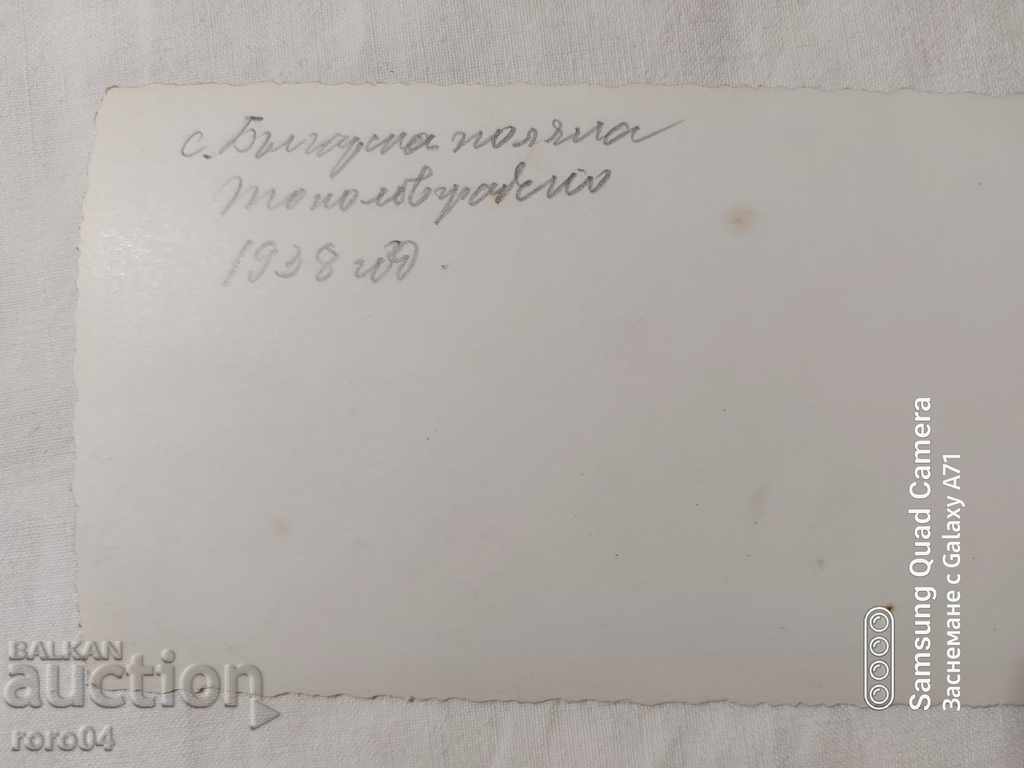 с. Българска поляна
Тополовградско
1938 год.
Samsung Quad Camera
Заснемане с Galaxy A71
BALKAN
auction
roro04